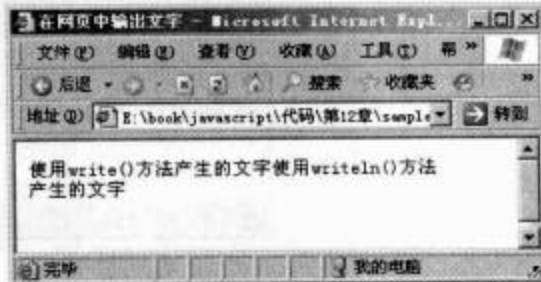 在网页中输出文字 - Microsoft Internet Expl...
文件(F) 编辑(E) 查看(V) 收藏(A) 工具(T) 帮 »
后退 搜索 收藏夹 »
地址(D) E:\book\javascript\代码\第12章\sample 转到
使用write()方法产生的文字使用writeln()方法
产生的文字
完毕 我的电脑